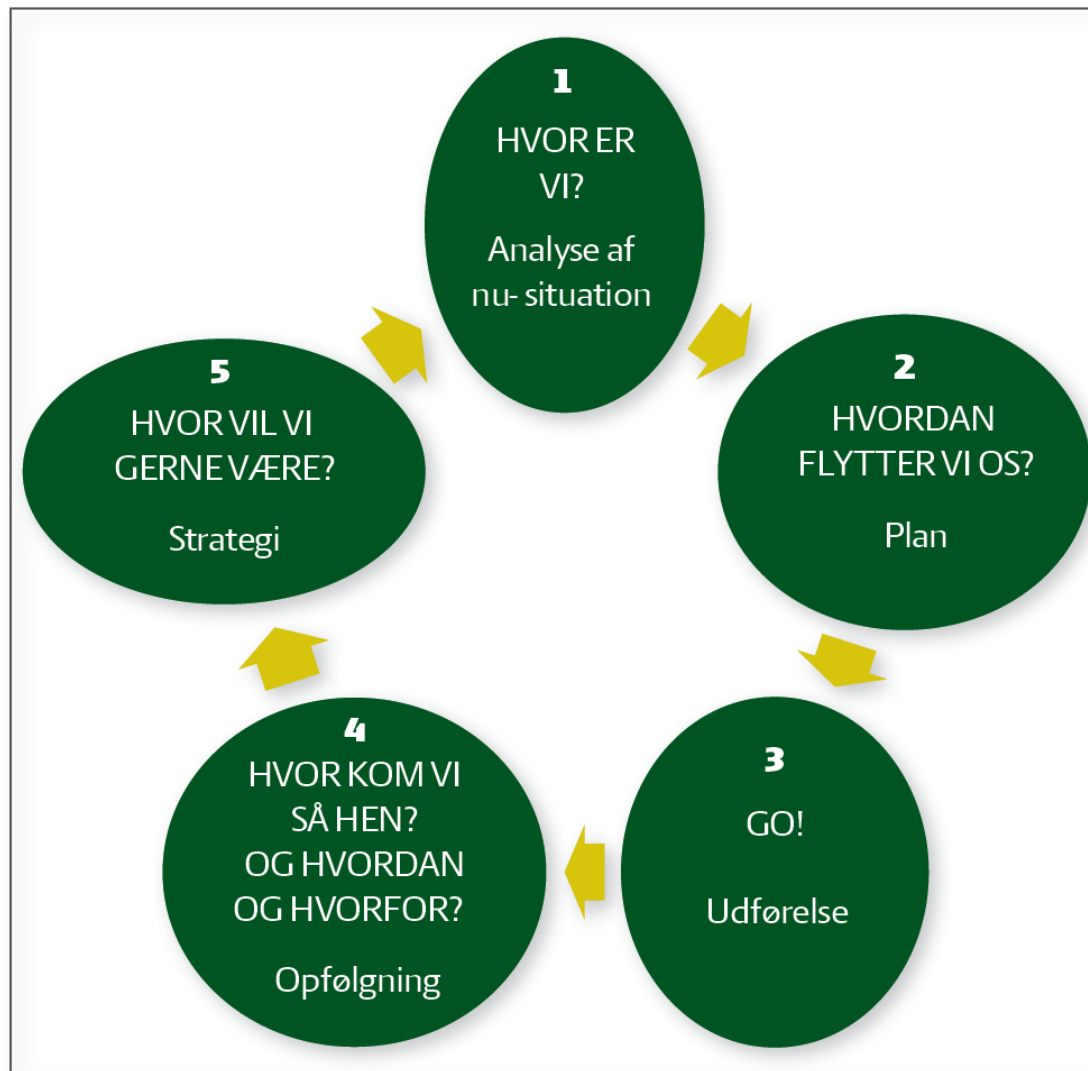 1
HVOR ER
VI?
Analyse af
nu- situation
2
HVORDAN
FLYTTER VI OS?
Plan
3
GO!
Udførelse
4
HVOR KOM VI
SÅ HEN?
OG HVORDAN
OG HVORFOR?
Opfølgning
5
HVOR VIL VI
GERNE VÆRE?
Strategi